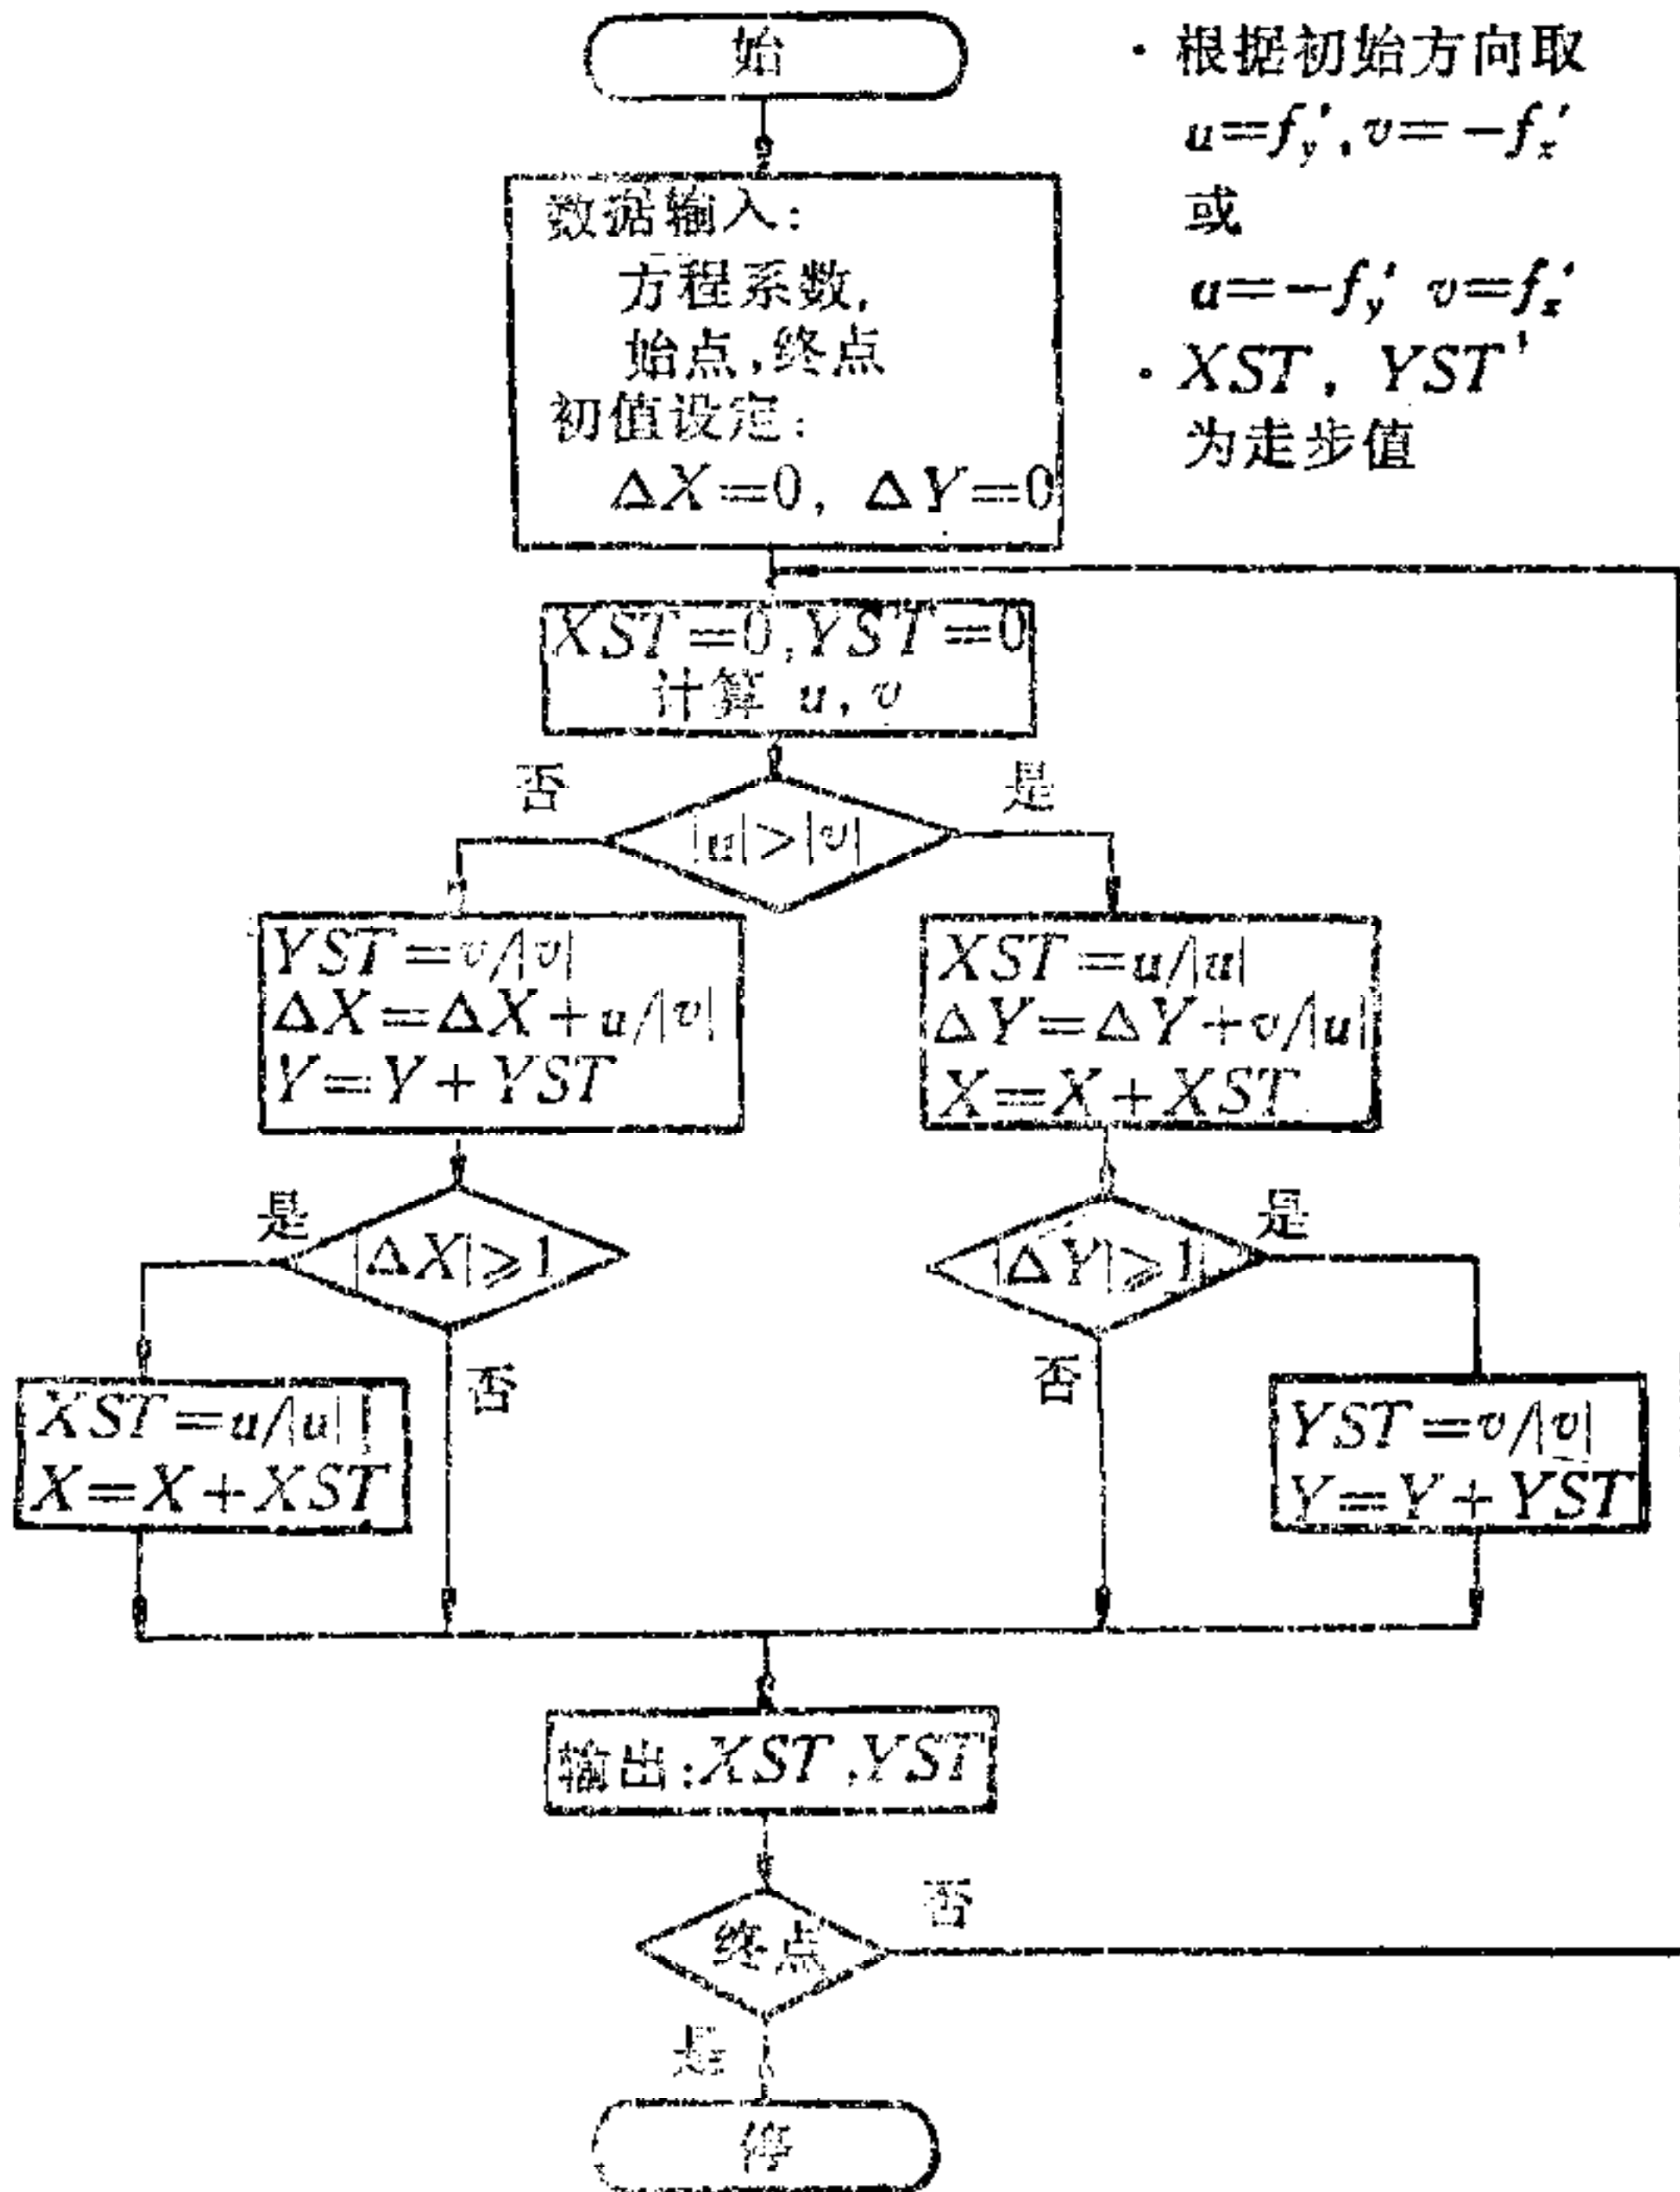 始
· 根据初始方向取
u=f_y′, v=-f_x′
或
u=-f_y′ v=f_x′
· XST, YST
为走步值
数据输入:
方程系数,
始点,终点
初值设定:
ΔX=0, ΔY=0
XST=0,YST=0
计算 u, v
否
是
|u|>|v|
YST=v/|v|
ΔX=ΔX+u/|v|
Y=Y+YST
XST=u/|u|
ΔY=ΔY+v/|u|
X=X+XST
是
|ΔX|⩾1
否
|ΔY|⩾1
是
否
XST=u/|u|
X=X+XST
YST=v/|v|
Y=Y+YST
输出:XST,YST
终点
否
是
停